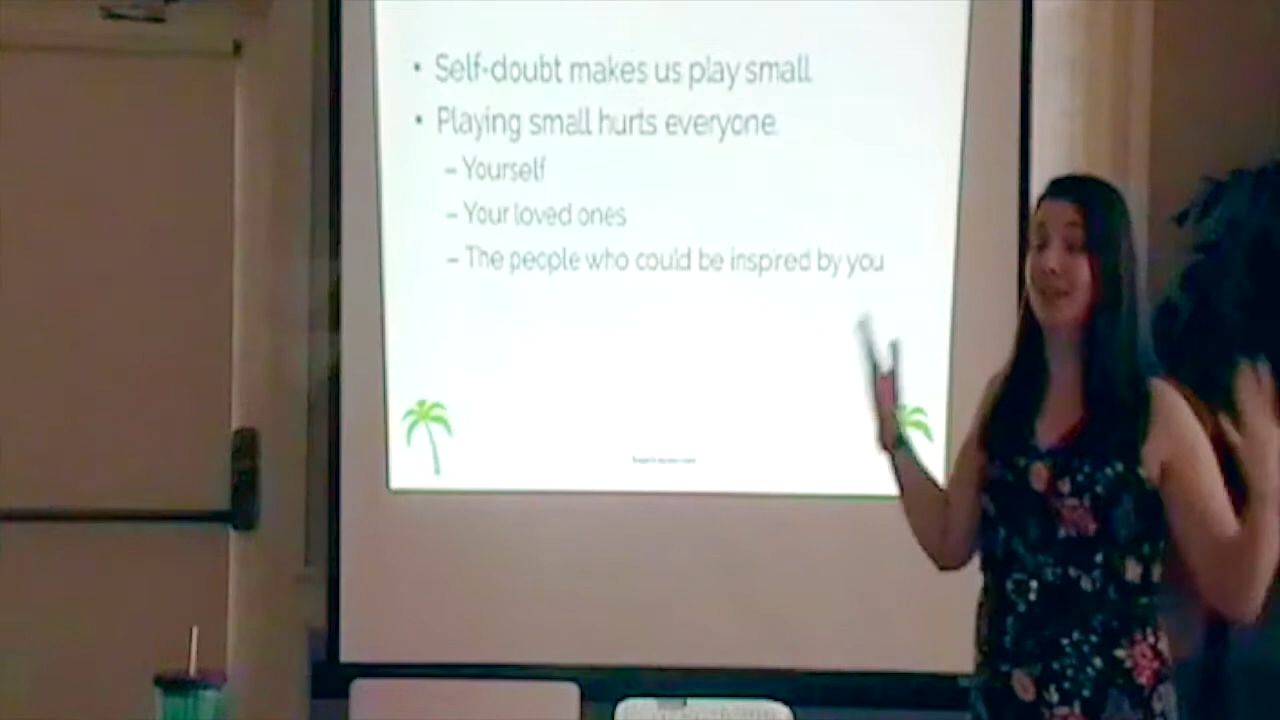 • Self-doubt makes us play small.
• Playing small hurts everyone.
– Yourself
– Your loved ones
– The people who could be inspired by you